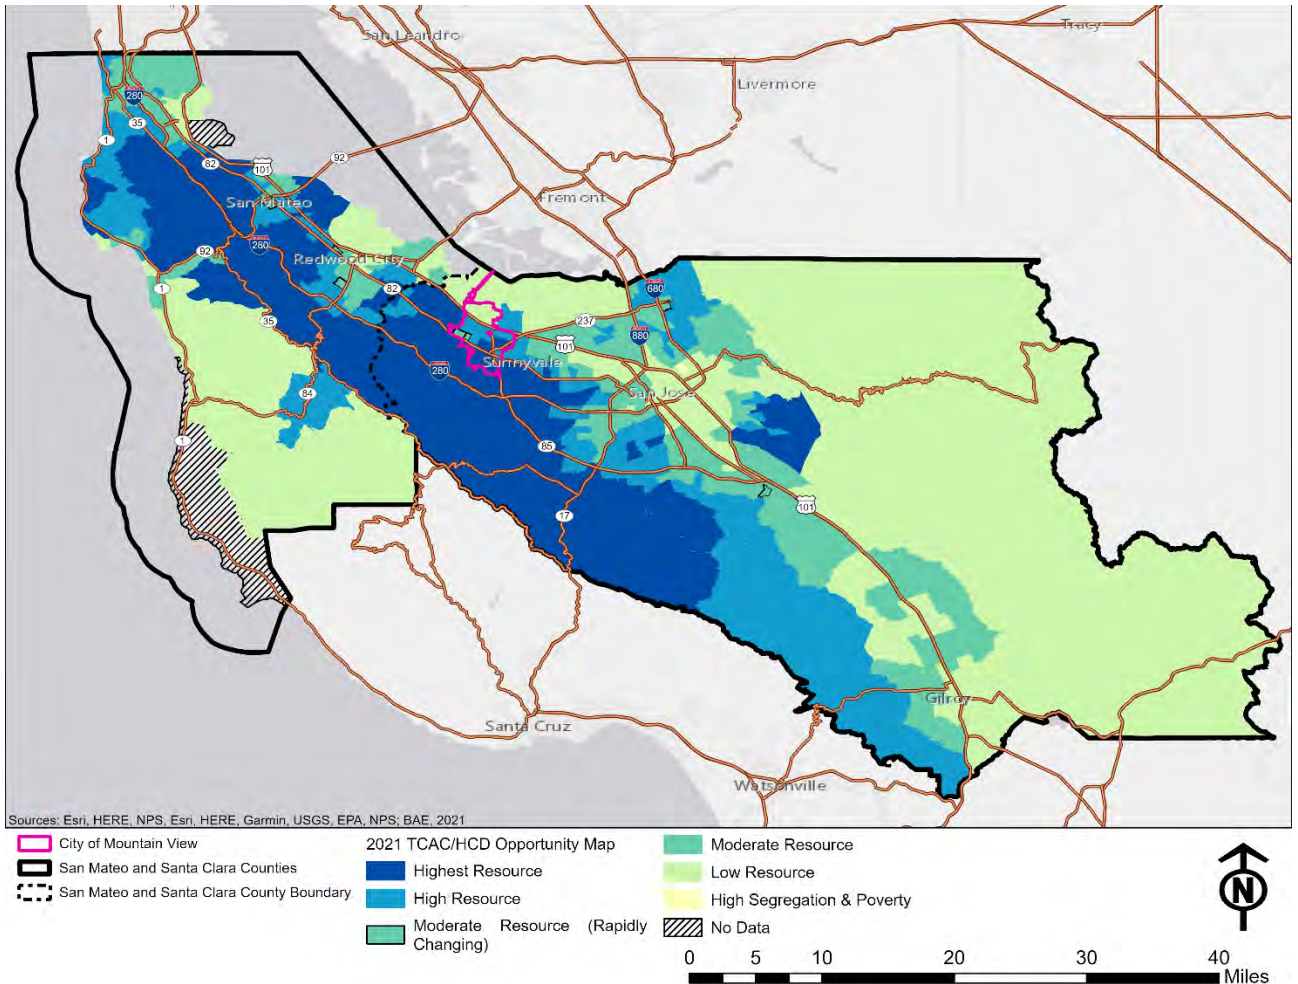 San Leandro
Tracy
Livermore
280
35
1
82
101
92
San Mateo
Fremont
280
92
Redwood City
1
82
680
35
237
880
101
Sunnyvale
280
84
San Jose
1
85
101
17
Gilroy
Santa Cruz
Watsonville
Sources: Esri, HERE, NPS, Esri, HERE, Garmin, USGS, EPA, NPS; BAE, 2021
City of Mountain View
San Mateo and Santa Clara Counties
San Mateo and Santa Clara County Boundary
2021 TCAC/HCD Opportunity Map
Highest Resource
High Resource
Moderate Resource (Rapidly
Changing)
Moderate Resource
Low Resource
High Segregation & Poverty
No Data
N
0 5 10 20 30 40
Miles